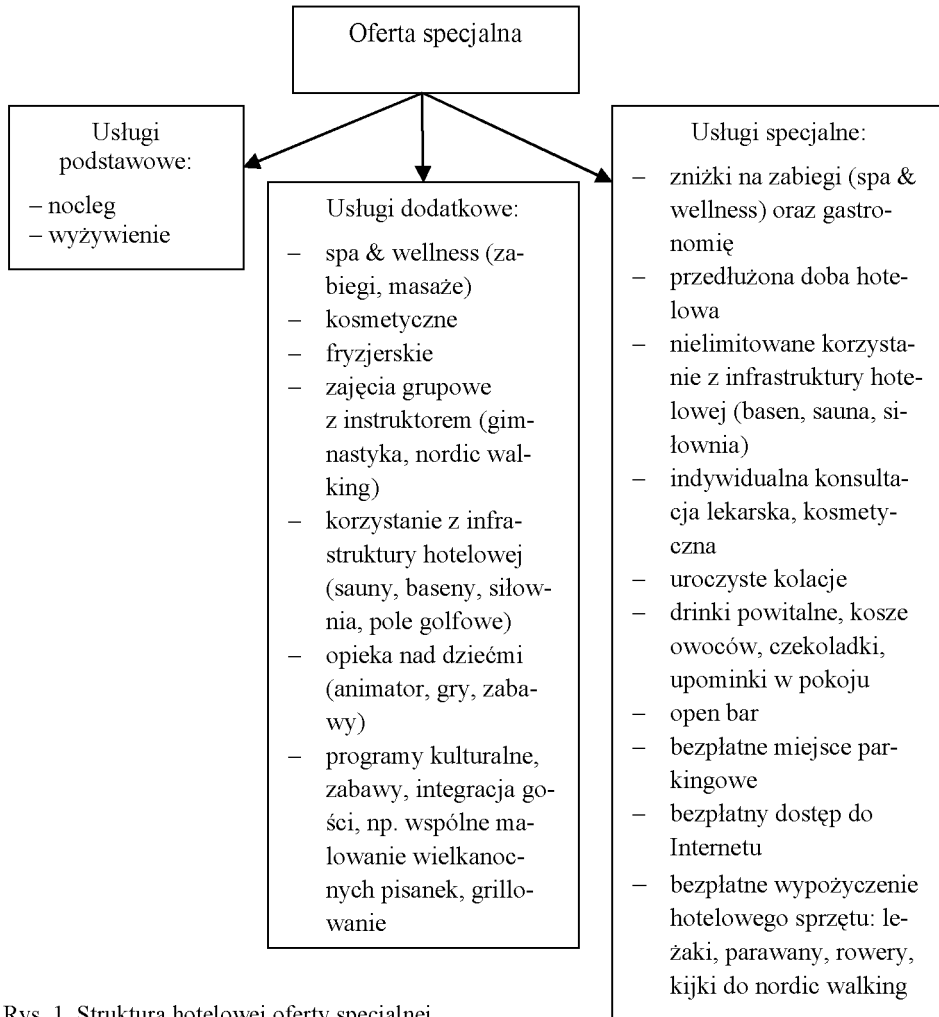 Oferta specjalna
Usługi
podstawowe:
– nocleg
– wyżywienie
Usługi dodatkowe:
– spa & wellness (za-
biegi, masaże)
– kosmetyczne
– fryzjerskie
– zajęcia grupowe
z instruktorem (gim-
nastyka, nordic wal-
king)
– korzystanie z infra-
struktury hotelowej
(sauny, baseny, siłow-
nia, pole golfowe)
– opieka nad dziećmi
(animator, gry, zaba-
wy)
– programy kulturalne,
zabawy, integracja go-
ści, np. wspólne ma-
lowanie wielkanoc-
nych pisanek, grillo-
wanie
Usługi specjalne:
– zniżki na zabiegi (spa &
wellness) oraz gastro-
nomię
– przedłużona doba hote-
lowa
– nielimitowane korzysta-
nie z infrastruktury hote-
lowej (basen, sauna, si-
łownia)
– indywidualna konsulta-
cja lekarska, kosmety-
czna
– uroczyste kolacje
– drinki powitalne, kosze
owoców, czekoladki,
upominki w pokoju
– open bar
– bezpłatne miejsce par-
kingowe
– bezpłatny dostęp do
Internetu
– bezpłatne wypożyczenie
hotelowego sprzętu: le-
żaki, parawany, rowery,
kijki do nordic walking
Rys. 1. Struktura hotelowej oferty specjalnej